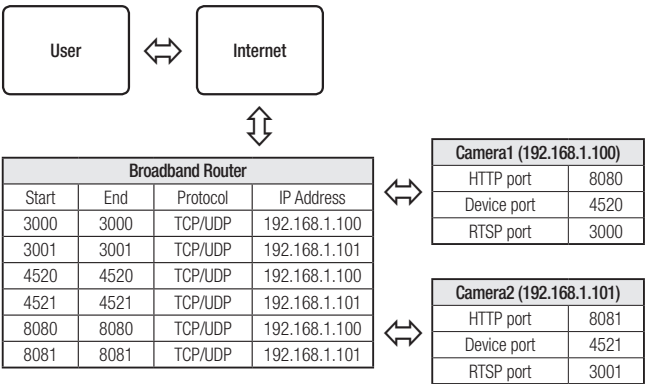 User
Internet
Broadband Router
Start End Protocol IP Address
3000 3000 TCP/UDP 192.168.1.100
3001 3001 TCP/UDP 192.168.1.101
4520 4520 TCP/UDP 192.168.1.100
4521 4521 TCP/UDP 192.168.1.101
8080 8080 TCP/UDP 192.168.1.100
8081 8081 TCP/UDP 192.168.1.101
Camera1 (192.168.1.100)
HTTP port 8080
Device port 4520
RTSP port 3000
Camera2 (192.168.1.101)
HTTP port 8081
Device port 4521
RTSP port 3001